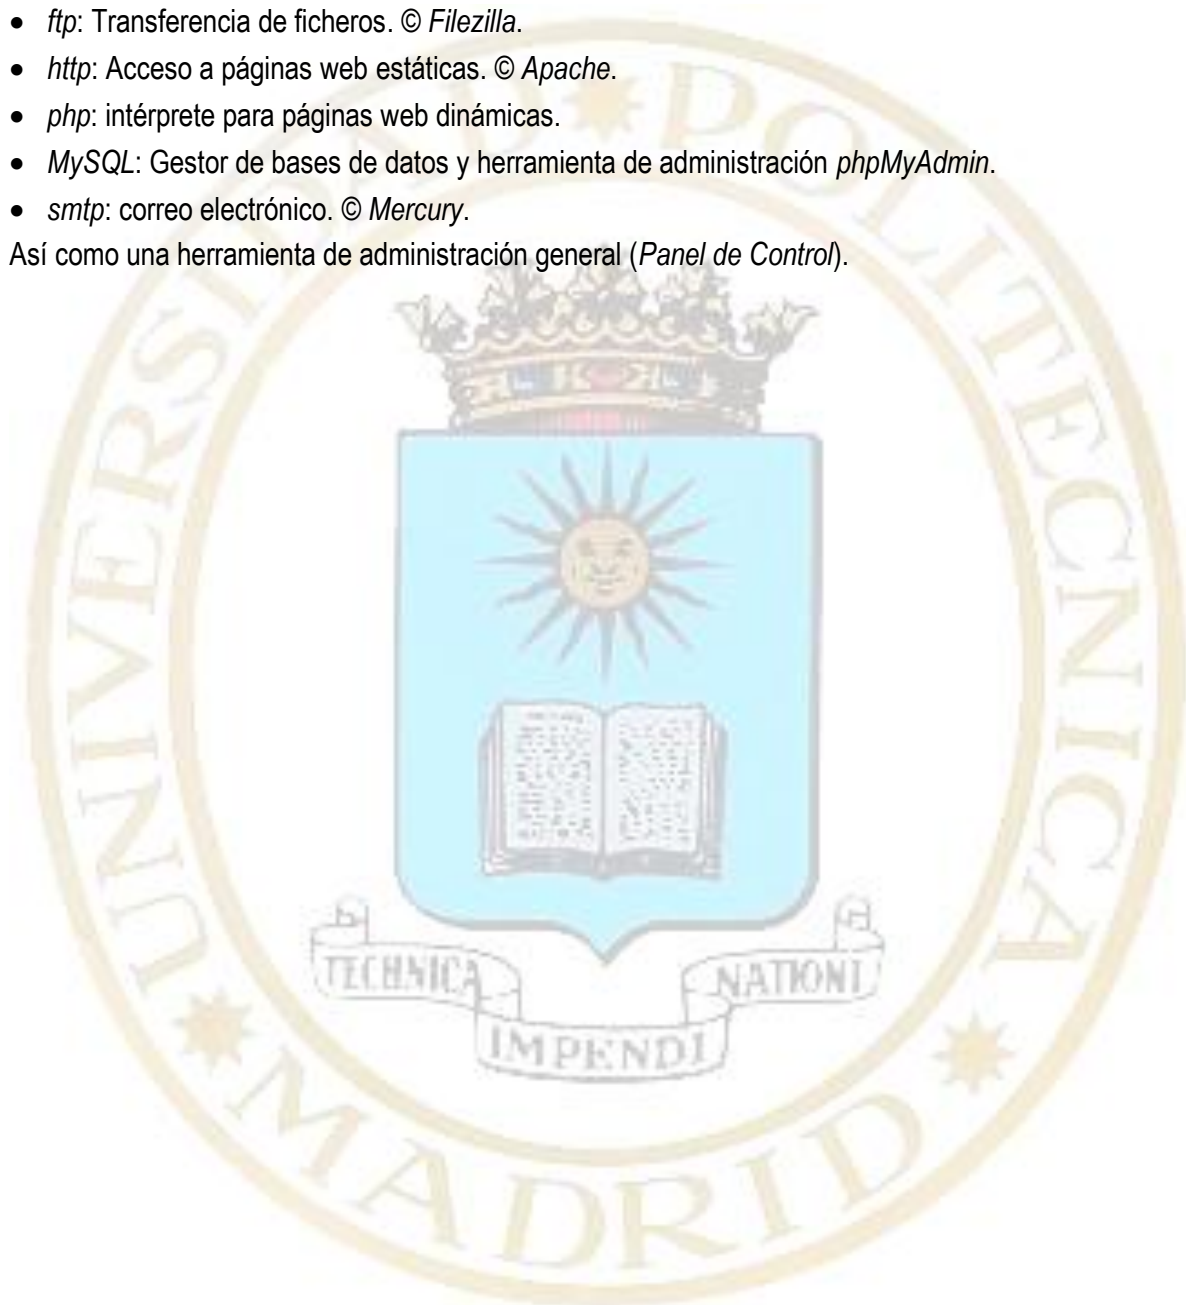 • ftp: Transferencia de ficheros. © Filezilla.
• http: Acceso a páginas web estáticas. © Apache.
• php: intérprete para páginas web dinámicas.
• MySQL: Gestor de bases de datos y herramienta de administración phpMyAdmin.
• smtp: correo electrónico. © Mercury.
Así como una herramienta de administración general (Panel de Control).
UNIVERSIDAD POLITECNICA
TECHNICA
IMPENDI
NATIONI
MADRID